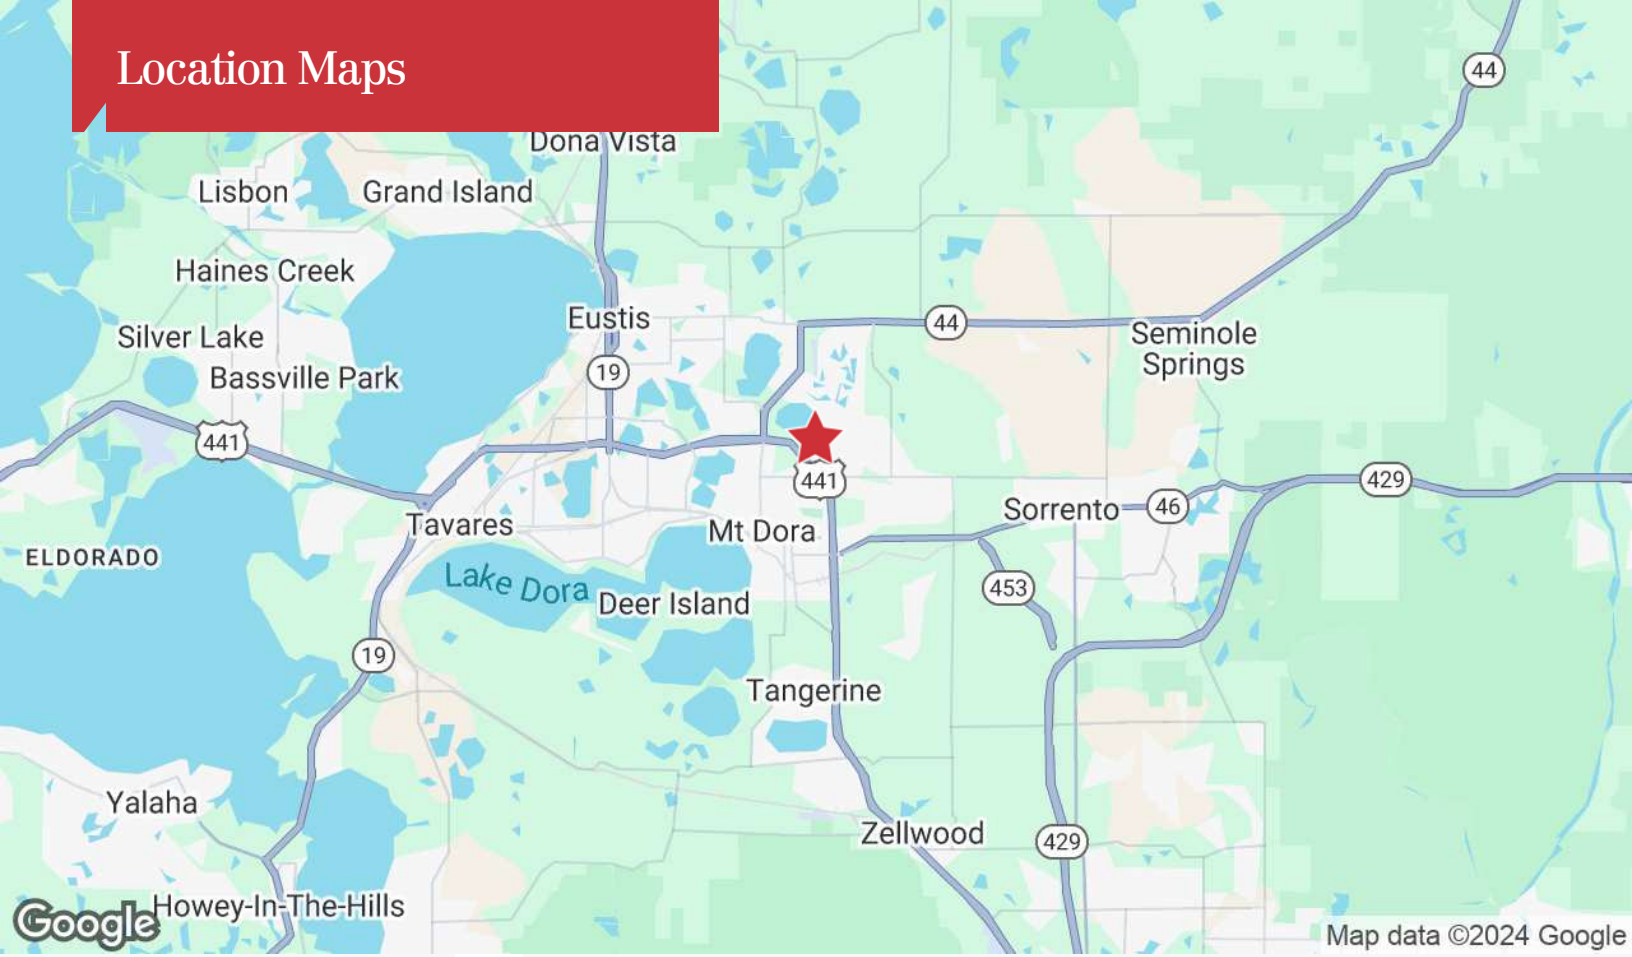 Location Maps
44
Dona Vista
Lisbon
Grand Island
Haines Creek
Eustis
44
Silver Lake
Seminole
Springs
19
Bassville Park
441
441
429
Sorrento
46
Tavares
Mt Dora
ELDORADO
Lake Dora
453
Deer Island
19
Tangerine
Yalaha
Zellwood
429
Howey-In-The-Hills
Google
Map data ©2024 Google